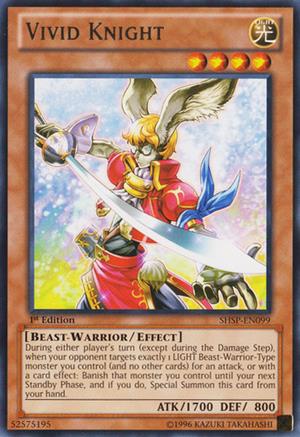 VIVID KNIGHT
LIGHT
光
1st Edition
SHSP-EN099
[BEAST-WARRIOR / EFFECT]
During either player's turn (except during the Damage Step),
when your opponent targets exactly 1 LIGHT Beast-Warrior-Type
monster you control (and no other cards) for an attack, or with
a card effect: Banish that monster you control until your next
Standby Phase, and if you do, Special Summon this card from
your hand.
ATK/1700 DEF/ 800
52575195
©1996 KAZUKI TAKAHASHI